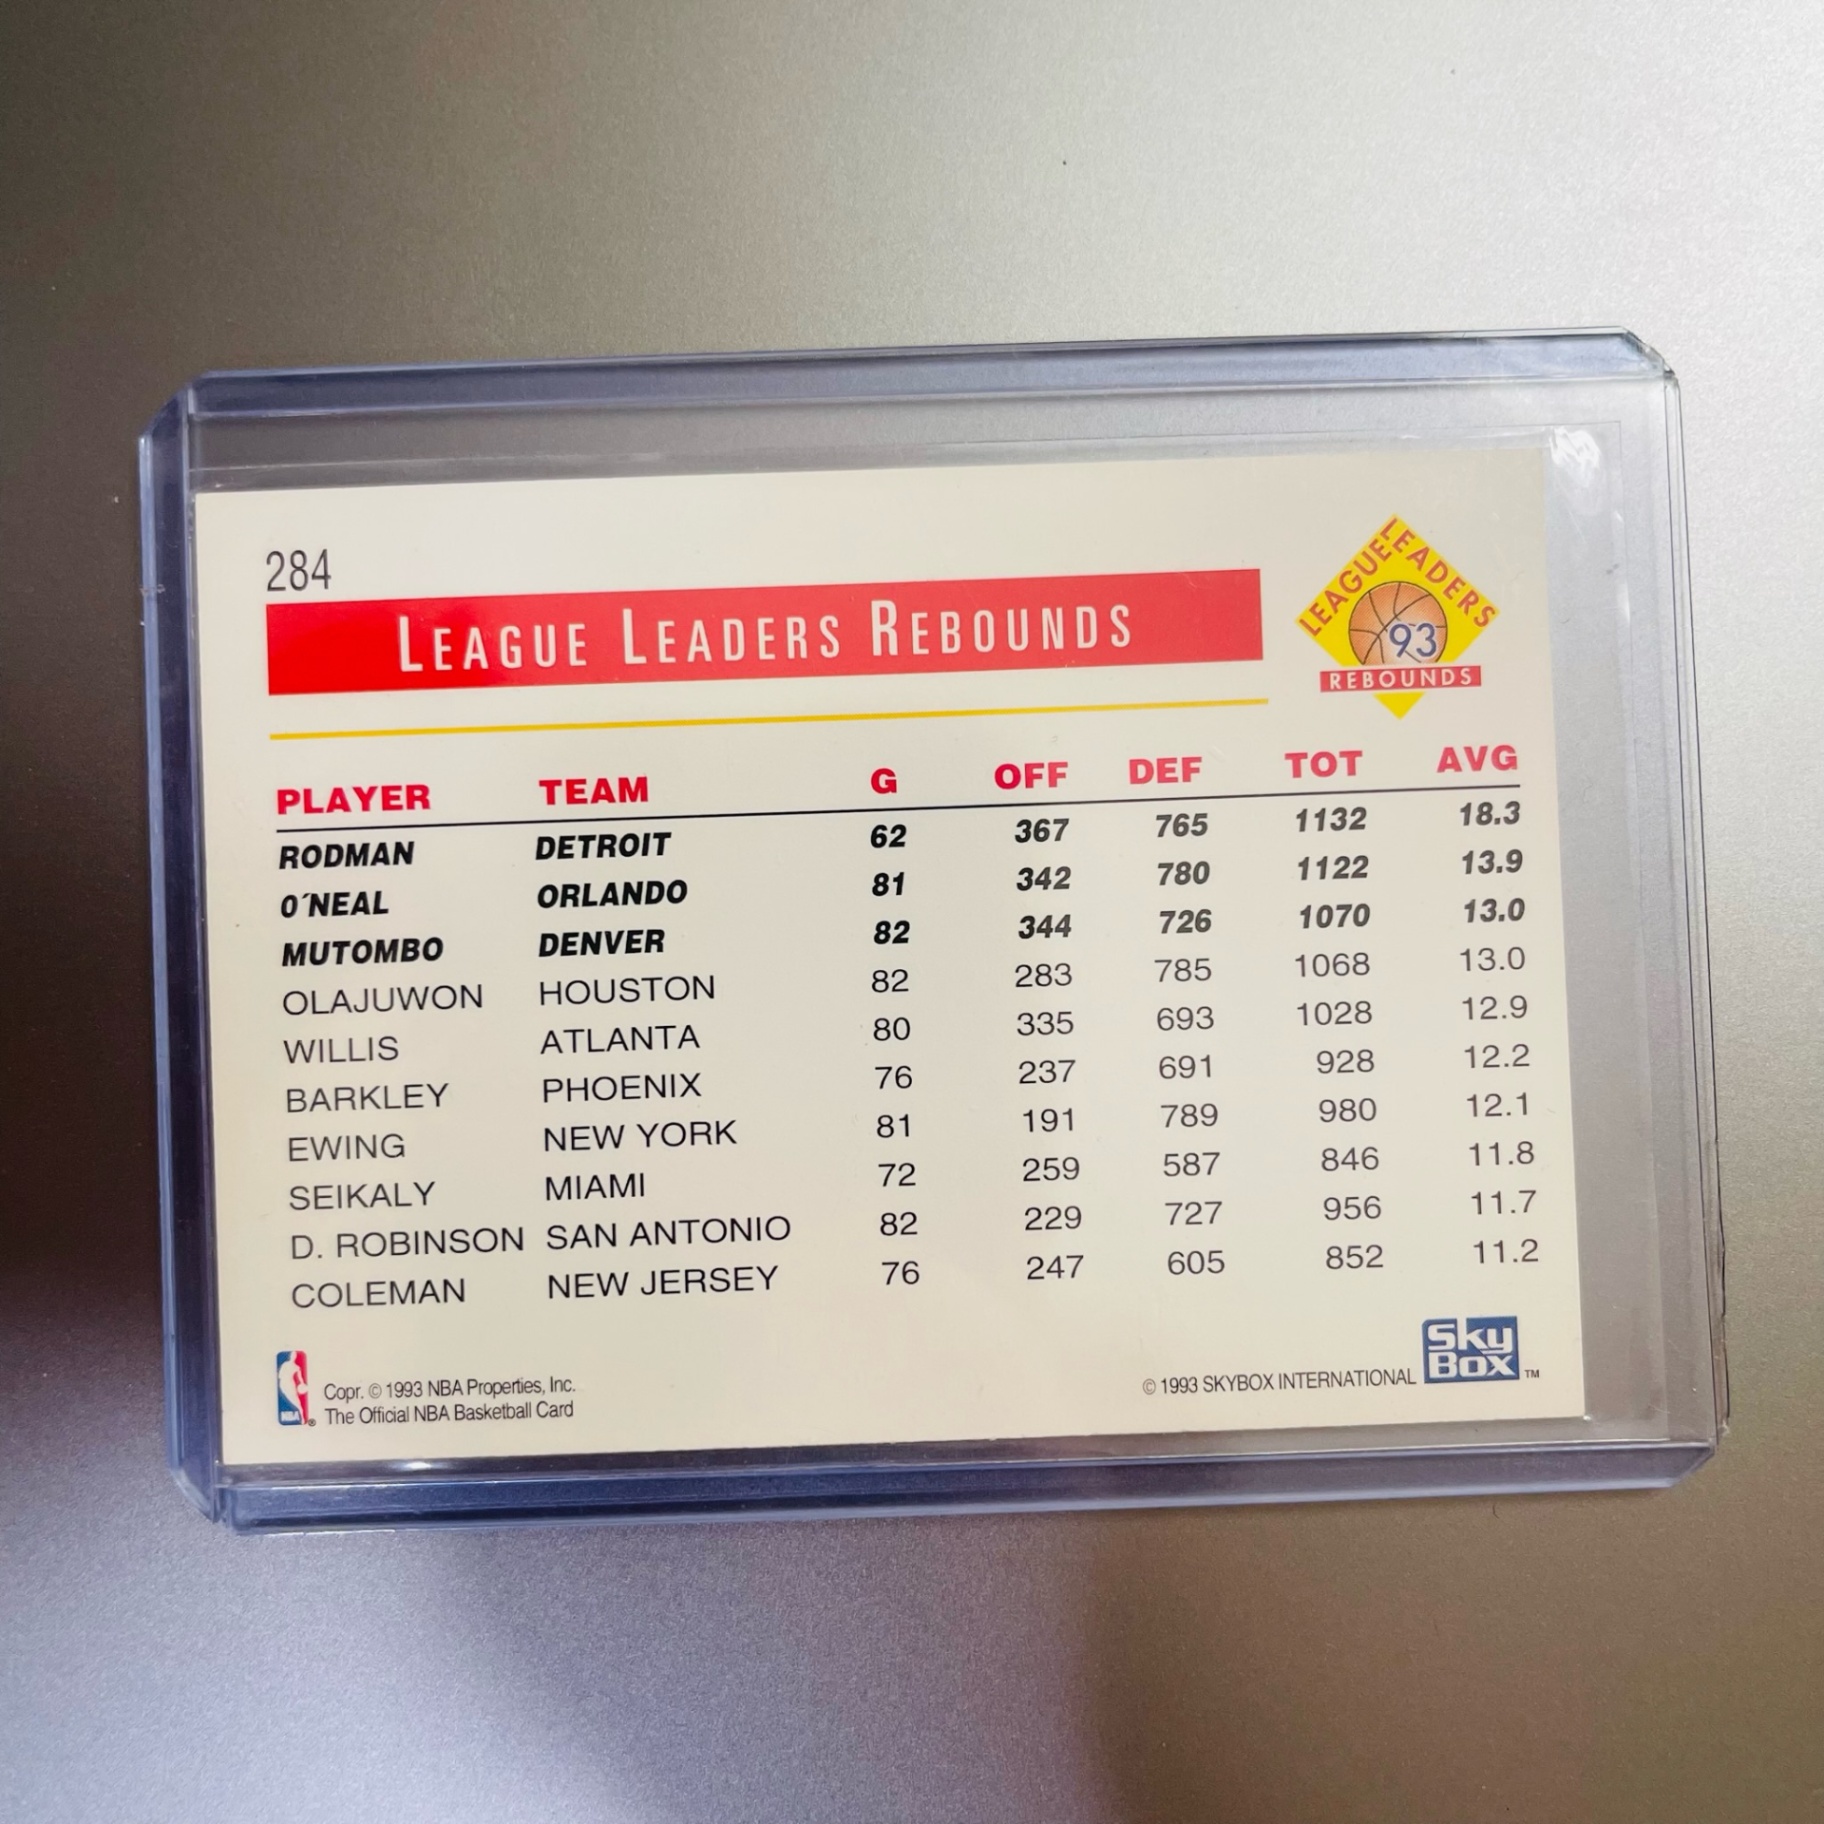 284
LEAGUE LEADERS REBOUNDS
LEAGUE LEADERS
93
REBOUNDS
PLAYER TEAM G OFF DEF TOT AVG
RODMAN DETROIT 62 367 765 1132 18.3
O´NEAL ORLANDO 81 342 780 1122 13.9
MUTOMBO DENVER 82 344 726 1070 13.0
OLAJUWON HOUSTON 82 283 785 1068 13.0
WILLIS ATLANTA 80 335 693 1028 12.9
BARKLEY PHOENIX 76 237 691 928 12.2
EWING NEW YORK 81 191 789 980 12.1
SEIKALY MIAMI 72 259 587 846 11.8
D. ROBINSON SAN ANTONIO 82 229 727 956 11.7
COLEMAN NEW JERSEY 76 247 605 852 11.2
NBA ®
Copr. © 1993 NBA Properties, Inc.
The Official NBA Basketball Card
© 1993 SKYBOX INTERNATIONAL
Sky
Box ™